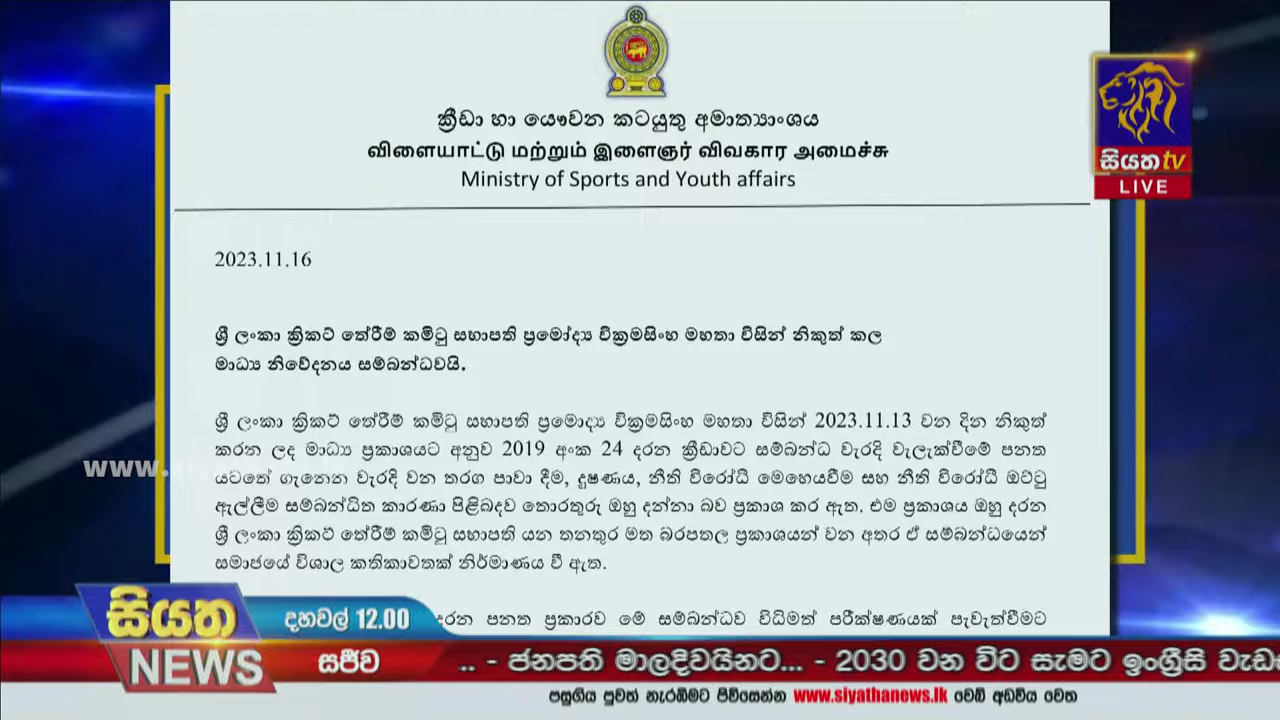 ක්‍රීඩා හා යෞවන කටයුතු අමාත්‍යාංශය
விளையாட்டு மற்றும் இளைஞர் விவகார அமைச்சு
Ministry of Sports and Youth affairs
සියත tv
LIVE
2023.11.16
ශ්‍රී ලංකා ක්‍රිකට් තේරීම් කමිටු සභාපති ප්‍රමෝද්‍ය වික්‍රමසිංහ මහතා විසින් නිකුත් කල
මාධ්‍ය නිවේදනය සම්බන්ධවයි.
ශ්‍රී ලංකා ක්‍රිකට් තේරීම් කමිටු සභාපති ප්‍රමොද්‍ය වික්‍රමසිංහ මහතා විසින් 2023.11.13 වන දින නිකුත්
කරන ලද මාධ්‍ය ප්‍රකාශයට අනුව 2019 අංක 24 දරන ක්‍රීඩාවට සම්බන්ධ වැරදි වැලැක්වීමේ පනත
යටතේ ගැනෙන වැරදි වන තරග පාවා දීම, දුෂණය, නීති විරෝධී මෙහෙයවීම සහ නීති විරෝධී ඔට්ටු
ඇල්ලීම සම්බන්ධිත කාරණා පිළිබදව තොරතුරු ඔහු දන්නා බව ප්‍රකාශ කර ඇත. එම ප්‍රකාශය ඔහු දරන
ශ්‍රී ලංකා ක්‍රිකට් තේරීම් කමිටු සභාපති යන තනතුර මත බරපතල ප්‍රකාශයන් වන අතර ඒ සම්බන්ධයෙන්
සමාජයේ විශාල කතිකාවතක් නිර්මාණය වී ඇත.
දරන පනත ප්‍රකාරව මේ සම්බන්ධව විධිමත් පරීක්ෂණයක් පැවැත්වීමට
www.
සියත
NEWS
දහවල් 12.00
සජීව
... - ජනපති මාලදිවයිනට... - 2030 වන විට සැමට ඉංග්‍රීසි
පසුගිය පුවත් නැරඹීමට පිවිසෙන්න www.siyathanews.lk වෙබ් අඩවිය වෙත